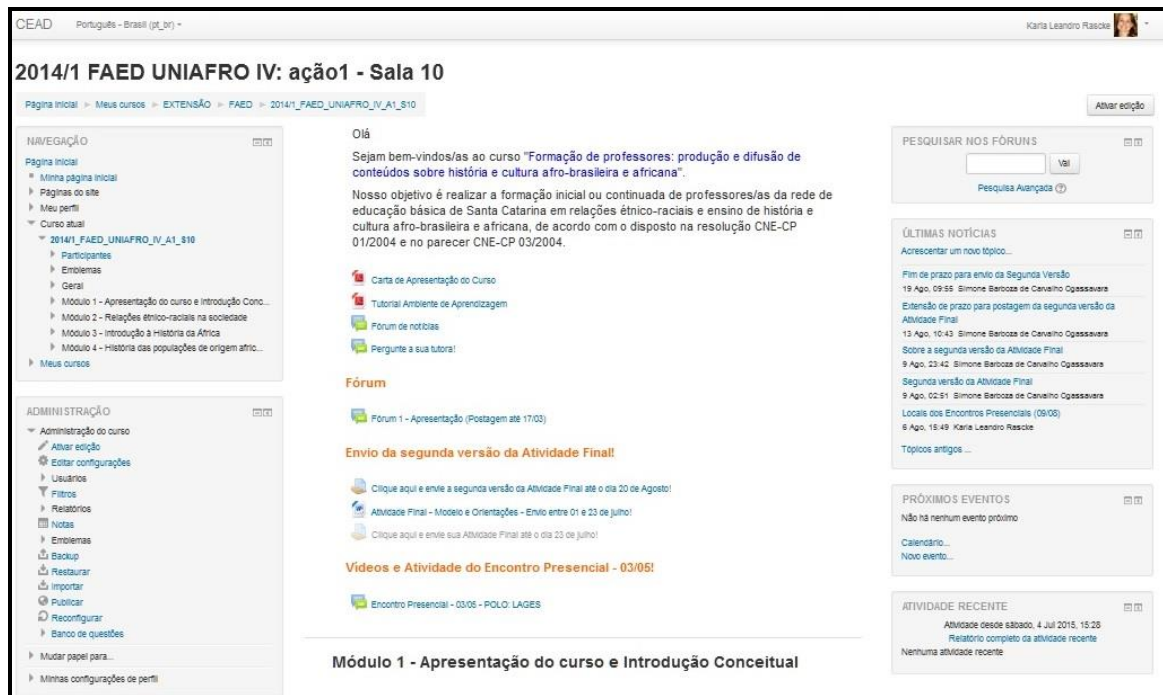 CEAD
Português - Brasil (pt_br)
Karla Leandro Rascke
2014/1 FAED UNIAFRO IV: ação1 - Sala 10
Página inicial
Meus cursos
EXTENSÃO
FAED
2014/1_FAED_UNIAFRO_IV_A1_S10
Ativar edição
NAVEGAÇÃO
Página inicial
Minha página inicial
Páginas do site
Meu perfil
Curso atual
2014/1_FAED_UNIAFRO_IV_A1_S10
Participantes
Emblemas
Geral
Módulo 1 - Apresentação do curso e Introdução Conc...
Módulo 2 - Relações étnico-raciais na sociedade
Módulo 3 - Introdução à História da África
Módulo 4 - História das populações de origem afric...
Meus cursos
ADMINISTRAÇÃO
Administração do curso
Ativar edição
Editar configurações
Usuários
Filtros
Relatórios
Notas
Emblemas
Backup
Restaurar
Importar
Publicar
Reconfigurar
Banco de questões
Mudar papel para...
Minhas configurações de perfil
Olá
Sejam bem-vindos/as ao curso "Formação de professores: produção e difusão de
conteúdos sobre história e cultura afro-brasileira e africana".
Nosso objetivo é realizar a formação inicial ou continuada de professores/as da rede de
educação básica de Santa Catarina em relações étnico-raciais e ensino de história e
cultura afro-brasileira e africana, de acordo com o disposto na resolução CNE-CP
01/2004 e no parecer CNE-CP 03/2004.
Carta de Apresentação do Curso
Tutorial Ambiente de Aprendizagem
Fórum de notícias
Pergunte a sua tutora!
Fórum
Fórum 1 - Apresentação (Postagem até 17/03)
Envio da segunda versão da Atividade Final!
Clique aqui e envie a segunda versão da Atividade Final até o dia 20 de Agosto!
Atividade Final - Modelo e Orientações - Envio entre 01 e 23 de julho!
Clique aqui e envie sua Atividade Final até o dia 23 de julho!
Vídeos e Atividade do Encontro Presencial - 03/05!
Encontro Presencial - 03/05 - POLO: LAGES
Módulo 1 - Apresentação do curso e Introdução Conceitual
PESQUISAR NOS FÓRUNS
Vai
Pesquisa Avançada
ÚLTIMAS NOTÍCIAS
Acrescentar um novo tópico...
Fim de prazo para envio da Segunda Versão
19 Ago, 09:55 Simone Barboza de Carvalho Ogassavara
Extensão de prazo para postagem da segunda versão da
Atividade Final
13 Ago, 10:43 Simone Barboza de Carvalho Ogassavara
Sobre a segunda versão da Atividade Final
9 Ago, 23:42 Simone Barboza de Carvalho Ogassavara
Segunda versão da Atividade Final
9 Ago, 02:51 Simone Barboza de Carvalho Ogassavara
Locais dos Encontros Presenciais (09/08)
6 Ago, 15:49 Karla Leandro Rascke
Tópicos antigos ...
PRÓXIMOS EVENTOS
Não há nenhum evento próximo
Calendário...
Novo evento...
ATIVIDADE RECENTE
Atividade desde sábado, 4 Jul 2015, 15:28
Relatório completo da atividade recente
Nenhuma atividade recente